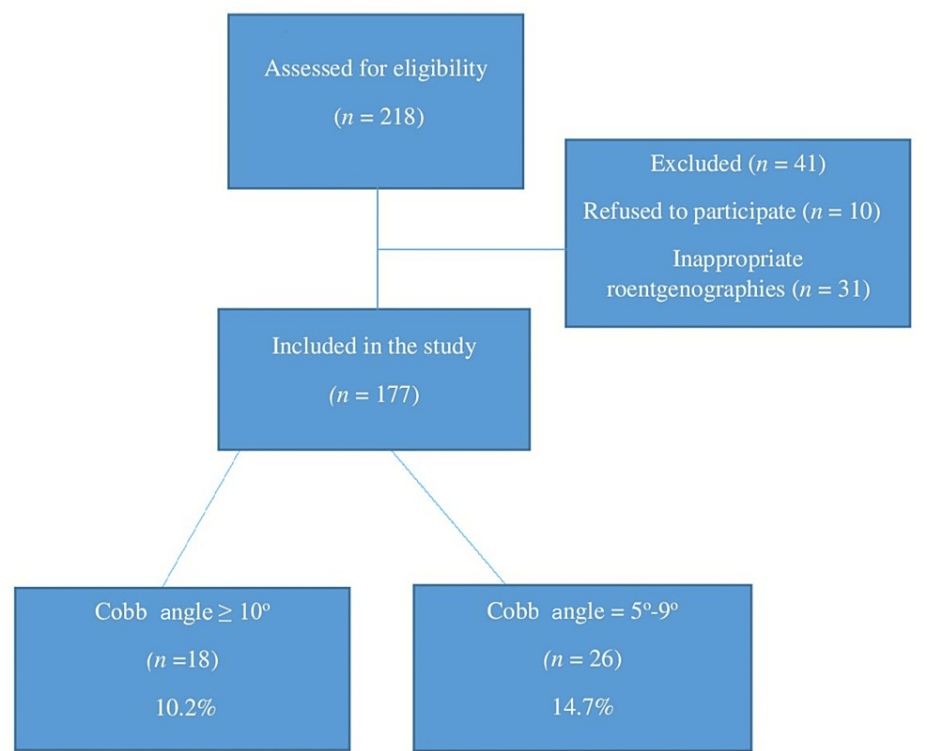 Assessed for eligibility
(n = 218)
Excluded (n = 41)
Refused to participate (n = 10)
Inappropriate
roentgenographies (n = 31)
Included in the study
(n = 177)
Cobb angle ≥ 10º
(n =18)
10.2%
Cobb angle = 5º-9º
(n = 26)
14.7%